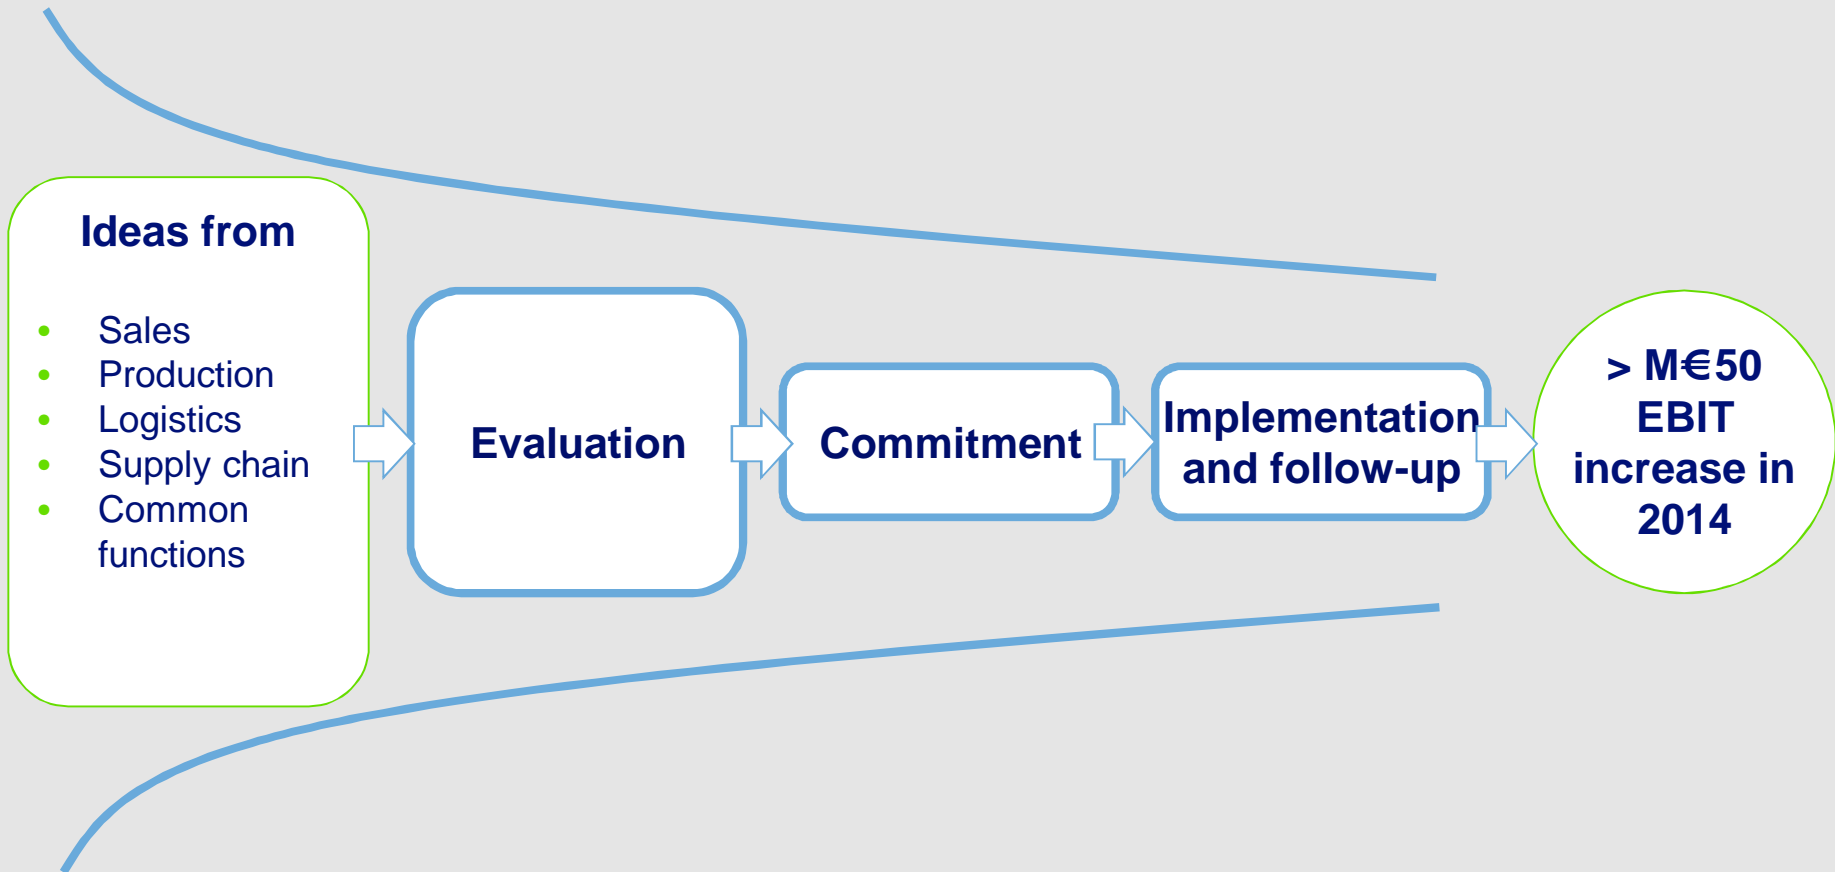 Ideas from
• Sales
• Production
• Logistics
• Supply chain
• Common
functions
Evaluation
Commitment
Implementation
and follow-up
> M€50
EBIT
increase in
2014